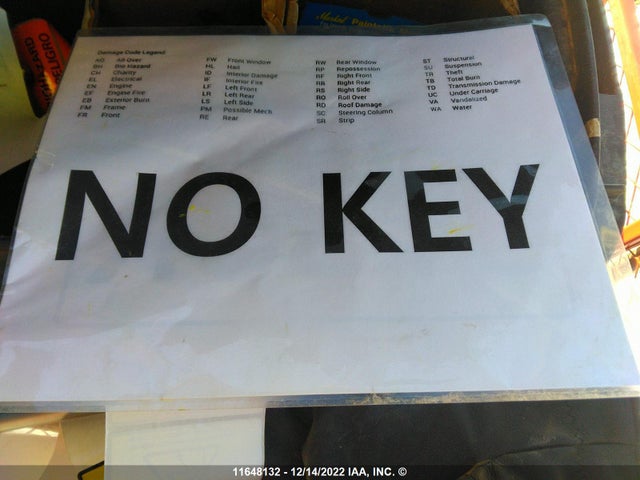 PELIGRO
Damage Code Legend:
AO All Over
BH Bio Hazard
CH Charity
EL Electrical
EN Engine
EF Engine Fire
EB Exterior Burn
FM Frame
FR Front
FW Front Window
HL Hail
ID Interior Damage
IF Interior Fire
LF Left Front
LR Left Rear
LS Left Side
PM Possible Mech
RE Rear
RW Rear Window
RP Repossession
RF Right Front
RR Right Rear
RS Right Side
RO Roll Over
RD Roof Damage
SC Steering Column
SR Strip
ST Structural
SU Suspension
TR Theft
TB Total Burn
TD Transmission Damage
UC Under Carriage
VA Vandalized
WA Water
NO KEY
11648132 - 12/14/2022 IAA, INC. ©